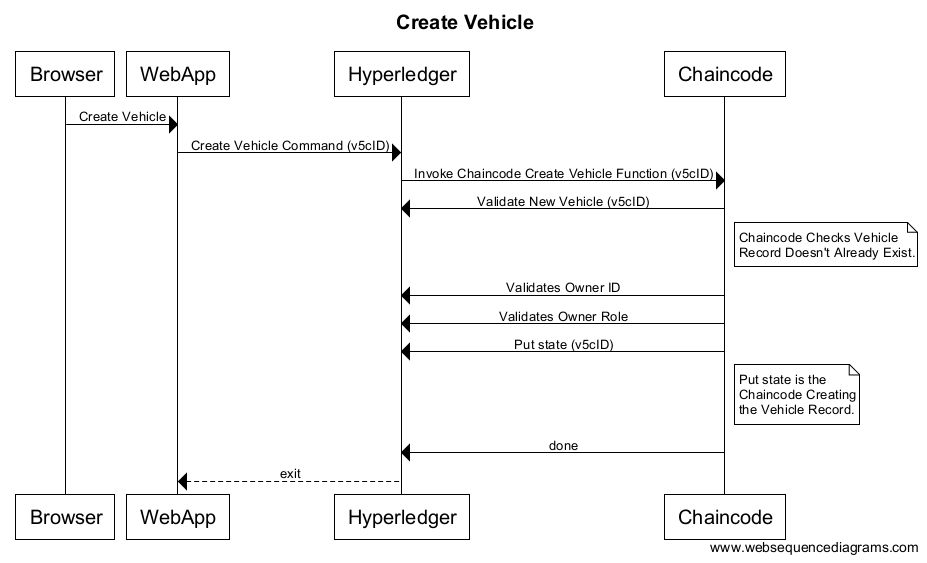 Create Vehicle
Browser
WebApp
Hyperledger
Chaincode
Create Vehicle
Create Vehicle Command (v5cID)
Invoke Chaincode Create Vehicle Function (v5cID)
Validate New Vehicle (v5cID)
Chaincode Checks Vehicle
Record Doesn't Already Exist.
Validates Owner ID
Validates Owner Role
Put state (v5cID)
Put state is the
Chaincode Creating
the Vehicle Record.
done
exit
Browser
WebApp
Hyperledger
Chaincode
www.websequencediagrams.com